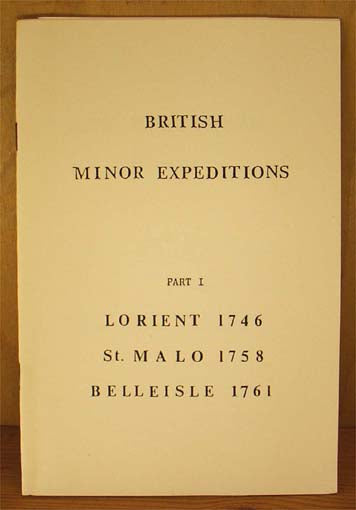 BRITISH
MINOR EXPEDITIONS
PART I
LORIENT 1746
St. MALO 1758
BELLEISLE 1761